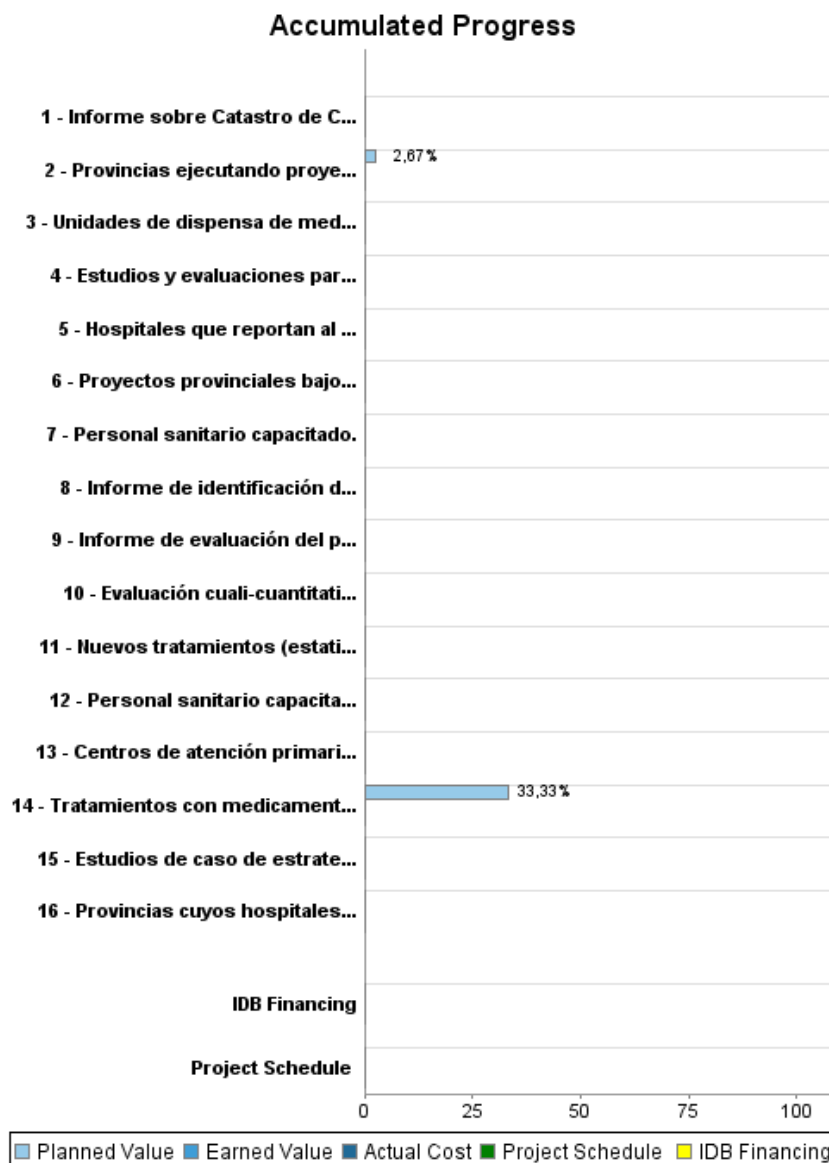 Accumulated Progress
1 - Informe sobre Catastro de C...
2,67%
2 - Provincias ejecutando proye...
3 - Unidades de dispensa de med...
4 - Estudios y evaluaciones par...
5 - Hospitales que reportan al ...
6 - Proyectos provinciales bajo...
7 - Personal sanitario capacitado.
8 - Informe de identificación d...
9 - Informe de evaluación del p...
10 - Evaluación cuali-cuantitati...
11 - Nuevos tratamientos (estati...
12 - Personal sanitario capacita...
13 - Centros de atención primari...
33,33%
14 - Tratamientos con medicament...
15 - Estudios de caso de estrate...
16 - Provincias cuyos hospitales...
IDB Financing
Project Schedule
0 25 50 75 100
Planned Value Earned Value Actual Cost Project Schedule IDB Financing